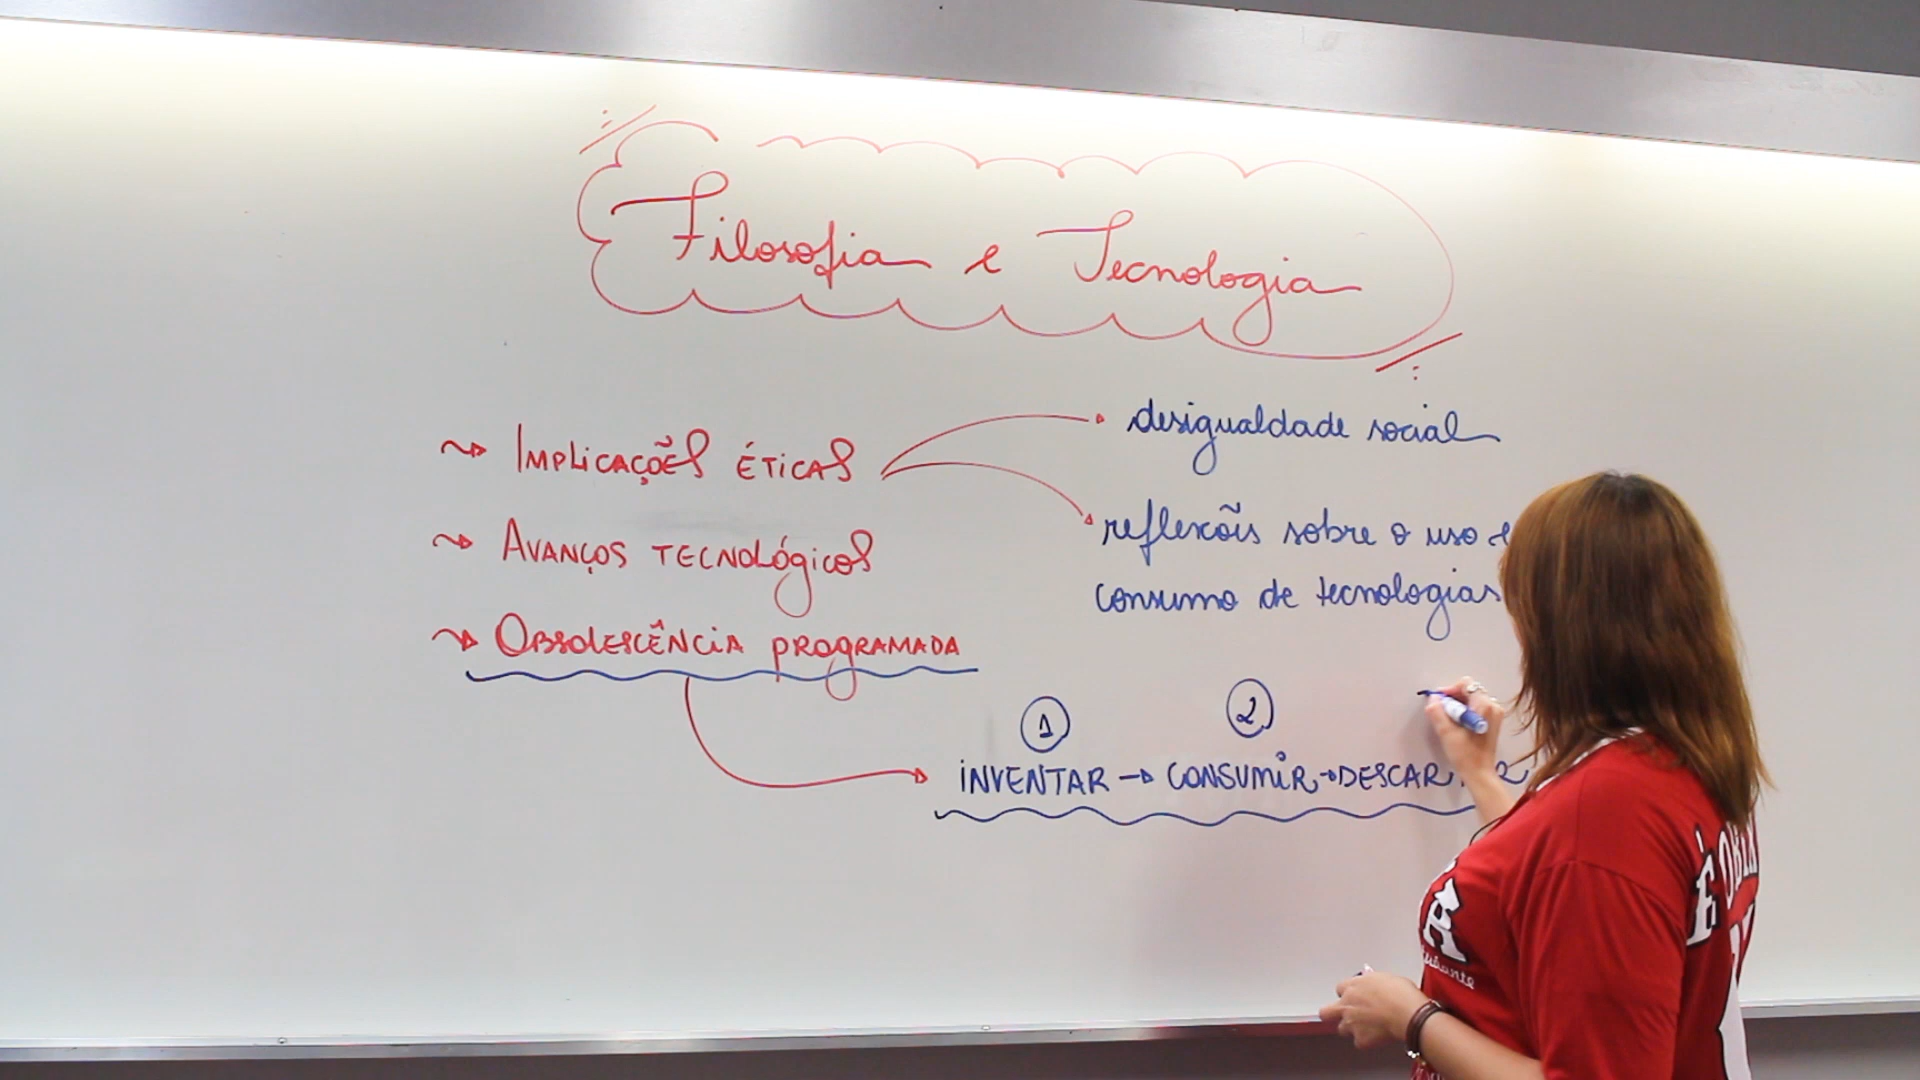 Filosofia e Tecnologia
IMPLICAÇÕES ÉTICAS
desigualdade social
reflexões sobre o uso e
consumo de tecnologias
AVANÇOS TECNOLÓGICOS
OBSOLESCÊNCIA PROGRAMADA
1 2
INVENTAR → CONSUMIR → DESCARTAR